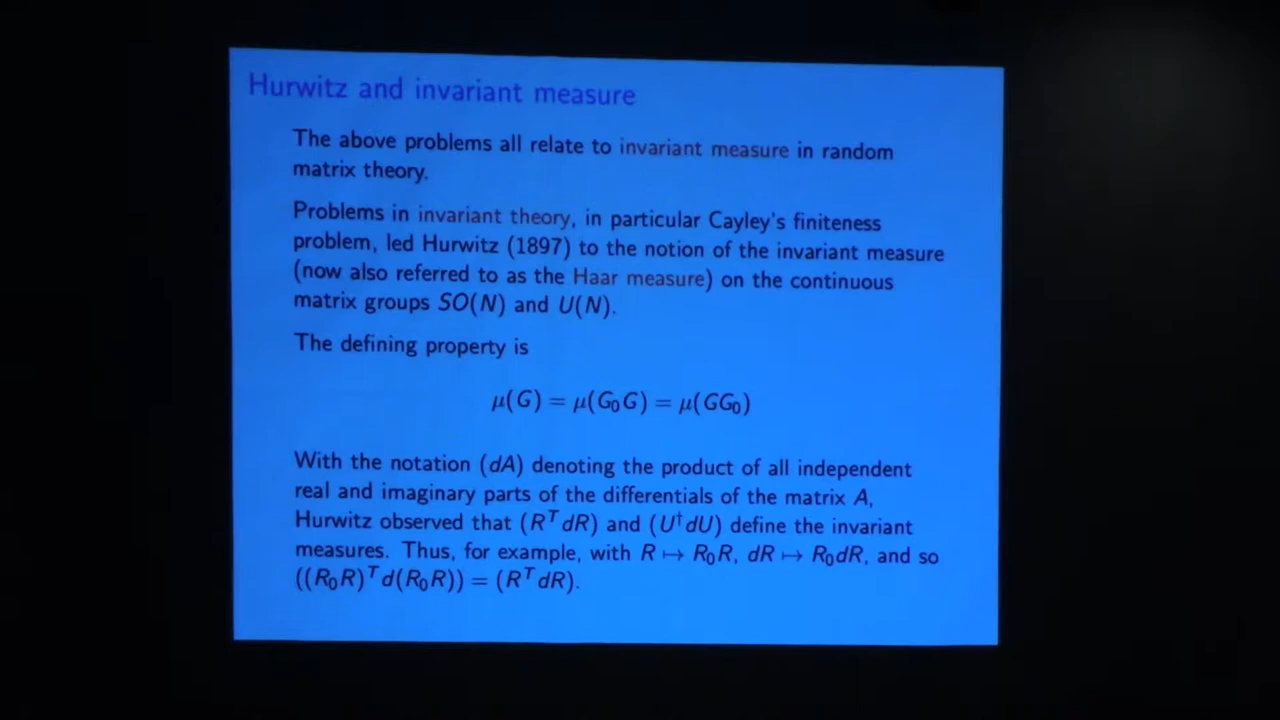 Hurwitz and invariant measure
The above problems all relate to invariant measure in random
matrix theory.
Problems in invariant theory, in particular Cayley's finiteness
problem, led Hurwitz (1897) to the notion of the invariant measure
(now also referred to as the Haar measure) on the continuous
matrix groups SO(N) and U(N).
The defining property is
μ(G) = μ(G₀G) = μ(GG₀)
With the notation (dA) denoting the product of all independent
real and imaginary parts of the differentials of the matrix A,
Hurwitz observed that (Rᵀ dR) and (U†dU) define the invariant
measures. Thus, for example, with R ↦ R₀R, dR ↦ R₀dR, and so
((R₀R)ᵀ d(R₀R)) = (Rᵀ dR).